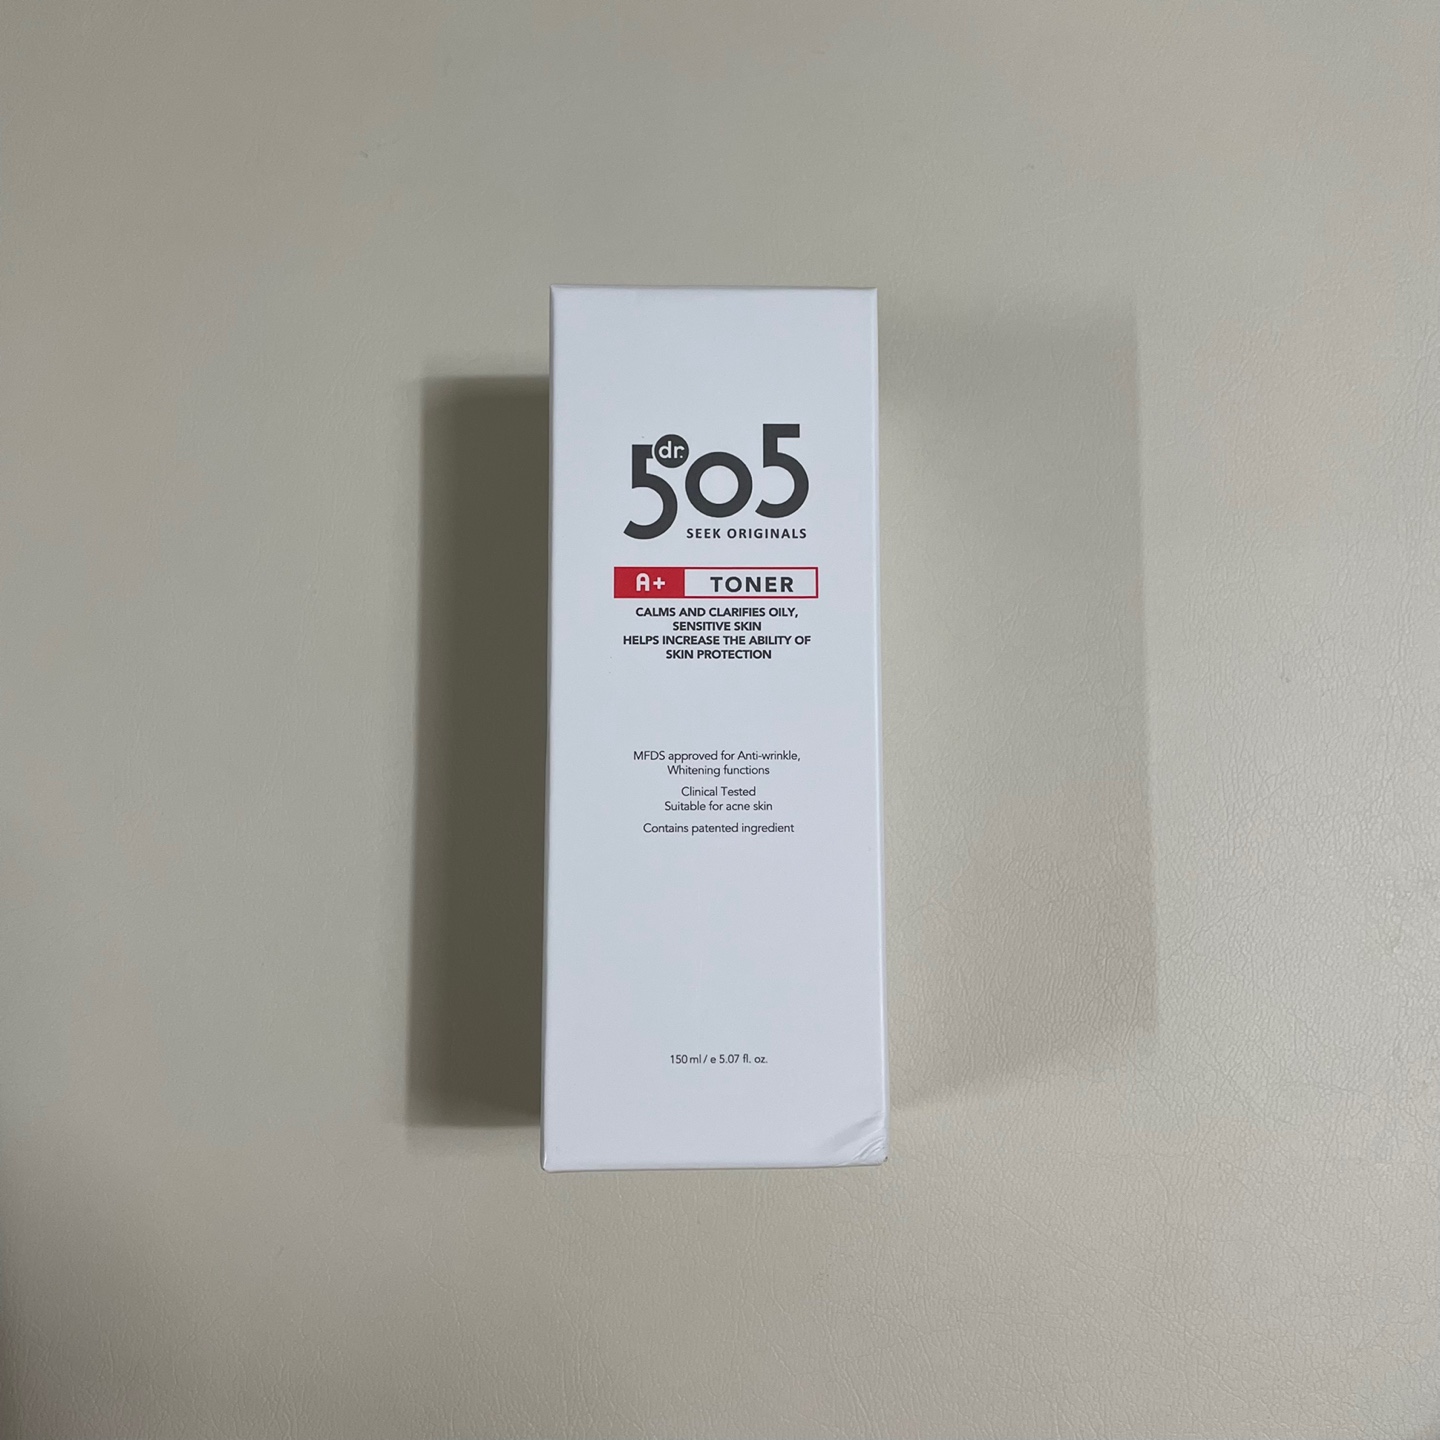 dr.
505
SEEK ORIGINALS
A+ TONER
CALMS AND CLARIFIES OILY,
SENSITIVE SKIN
HELPS INCREASE THE ABILITY OF
SKIN PROTECTION
MFDS approved for Anti-wrinkle,
Whitening functions
Clinical Tested
Suitable for acne skin
Contains patented ingredient
150 ml / e 5.07 fl. oz.